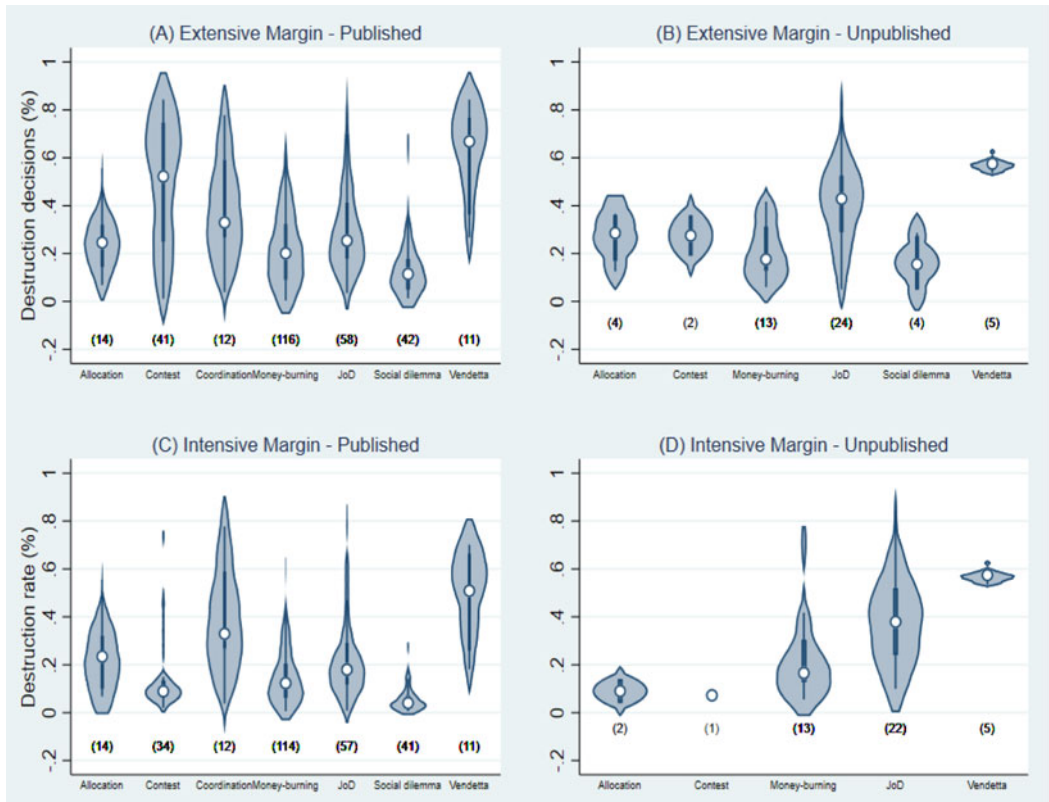 (A) Extensive Margin - Published
Destruction decisions (%)
1
.8
.6
.4
.2
0
-.2
(14) (41) (12) (116) (58) (42) (11)
Allocation Contest Coordination Money-burning JoD Social dilemma Vendetta
(B) Extensive Margin - Unpublished
1
.8
.6
.4
.2
0
-.2
(4) (2) (13) (24) (4) (5)
Allocation Contest Money-burning JoD Social dilemma Vendetta
(C) Intensive Margin - Published
Destruction rate (%)
1
.8
.6
.4
.2
0
-.2
(14) (34) (12) (114) (57) (41) (11)
Allocation Contest Coordination Money-burning JoD Social dilemma Vendetta
(D) Intensive Margin - Unpublished
1
.8
.6
.4
.2
0
-.2
(2) (1) (13) (22) (5)
Allocation Contest Money-burning JoD Vendetta